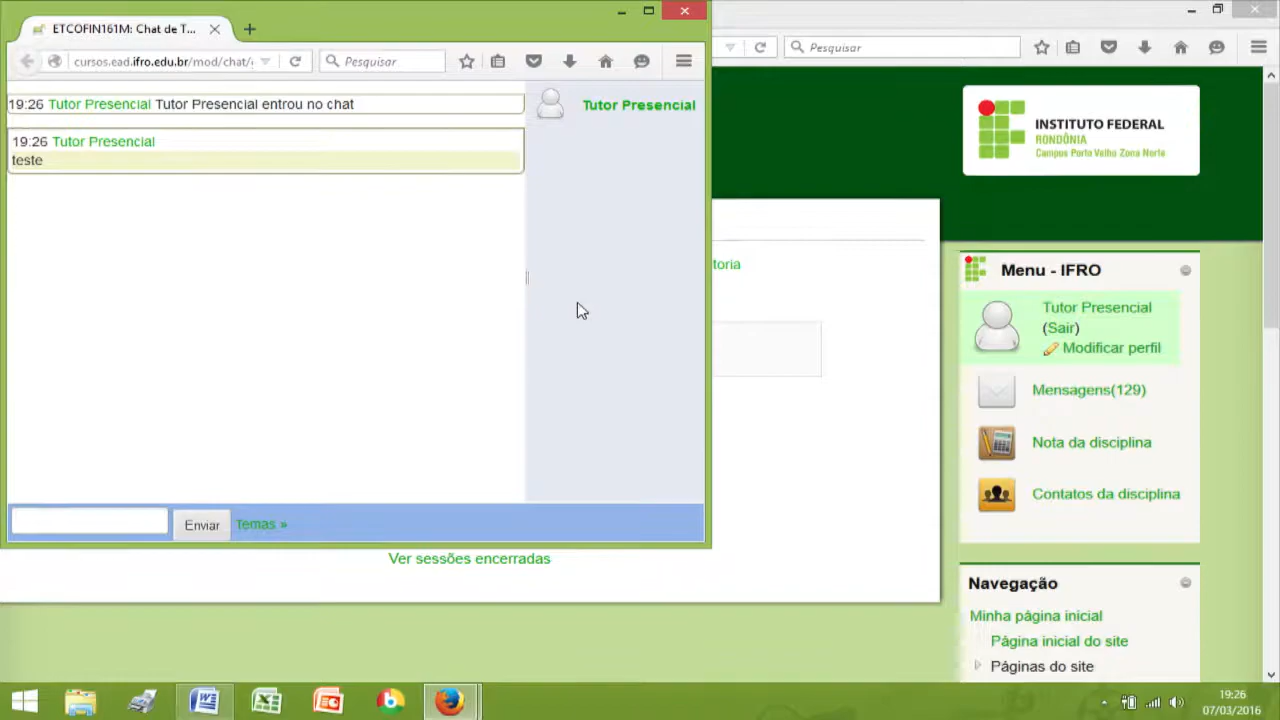 ETCOFIN161M: Chat de T...
cursos.ead.ifro.edu.br/mod/chat/
Pesquisar
Pesquisar
19:26 Tutor Presencial Tutor Presencial entrou no chat
Tutor Presencial
19:26 Tutor Presencial
teste
Enviar
Temas »
Ver sessões encerradas
toria
INSTITUTO FEDERAL
RONDÔNIA
Campus Porto Velho Zona Norte
Menu - IFRO
Tutor Presencial
(Sair)
Modificar perfil
Mensagens(129)
Nota da disciplina
Contatos da disciplina
Navegação
Minha página inicial
Página inicial do site
Páginas do site
19:26
07/03/2016